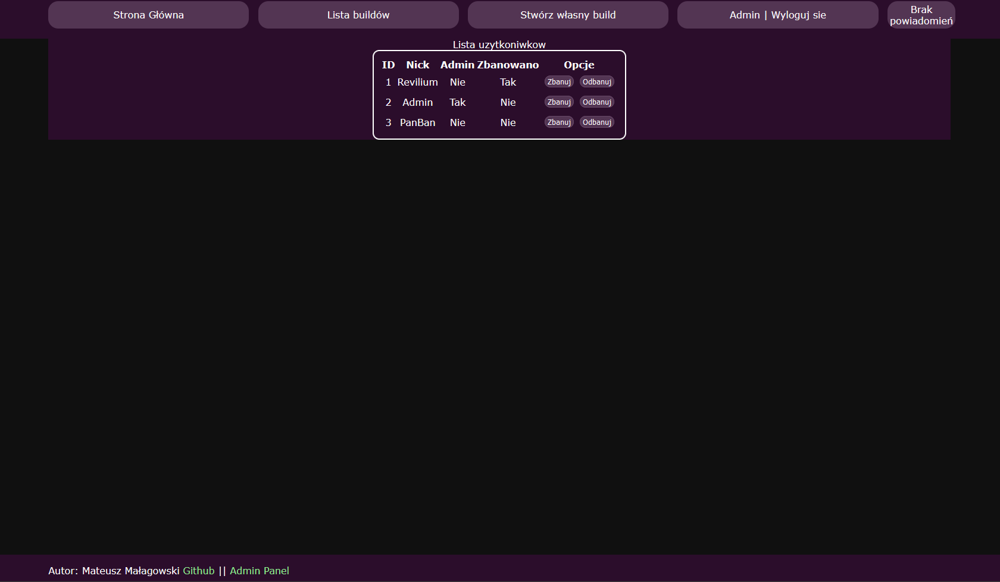 Strona Główna Lista buildów Stwórz własny build Admin | Wyloguj sie Brak
powiadomień
Lista uzytkoniwkow
ID Nick Admin Zbanowano Opcje
1 Revilium Nie Tak Zbanuj Odbanuj
2 Admin Tak Nie Zbanuj Odbanuj
3 PanBan Nie Nie Zbanuj Odbanuj
Autor: Mateusz Małagowski Github || Admin Panel